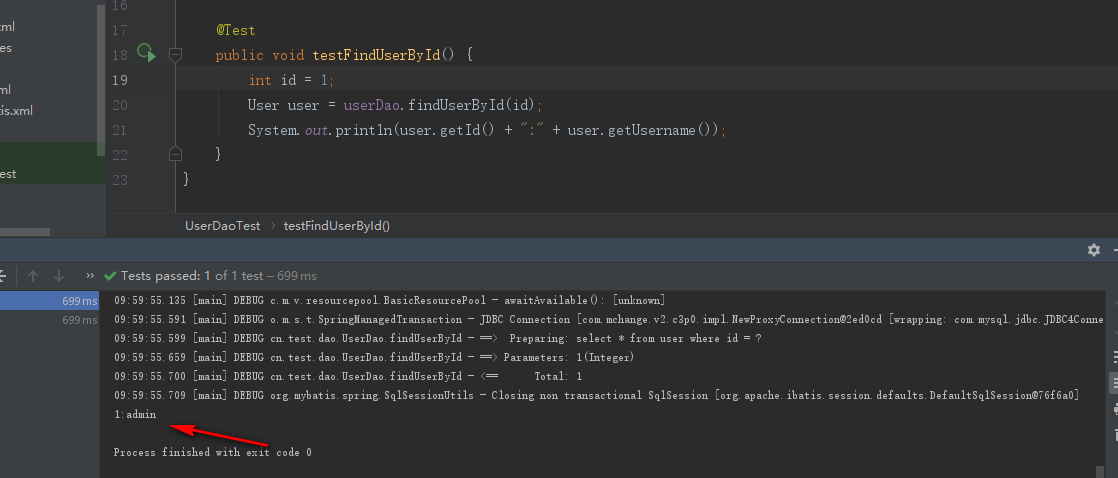 16
ml
17 @Test
es
18 public void testFindUserById() {
19 int id = 1;
ml
20 User user = userDao.findUserById(id);
tis.xml
21 System.out.println(user.getId() + ":" + user.getUsername());
22 }
est
23 }
UserDaoTest > testFindUserById()
» Tests passed: 1 of 1 test – 699 ms
699 ms 09:59:55.135 [main] DEBUG c.m.v.resourcepool.BasicResourcePool - awaitAvailable(): [unknown]
699 ms 09:59:55.591 [main] DEBUG o.m.s.t.SpringManagedTransaction - JDBC Connection [com.mchange.v2.c3p0.impl.NewProxyConnection@2ed0cd [wrapping: com.mysql.jdbc.JDBC4Conne
09:59:55.599 [main] DEBUG cn.test.dao.UserDao.findUserById - ==>  Preparing: select * from user where id = ?
09:59:55.659 [main] DEBUG cn.test.dao.UserDao.findUserById - ==> Parameters: 1(Integer)
09:59:55.700 [main] DEBUG cn.test.dao.UserDao.findUserById - <==      Total: 1
09:59:55.709 [main] DEBUG org.mybatis.spring.SqlSessionUtils - Closing non transactional SqlSession [org.apache.ibatis.session.defaults.DefaultSqlSession@76f6a0]
1:admin
Process finished with exit code 0